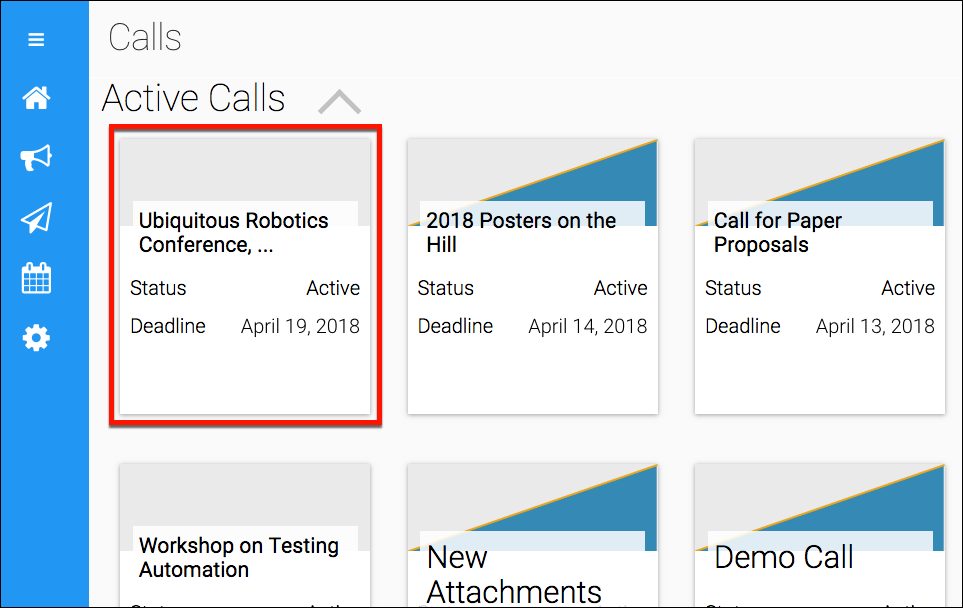 Calls
Active Calls
Ubiquitous Robotics
Conference, ...
Status Active
Deadline April 19, 2018
2018 Posters on the
Hill
Status Active
Deadline April 14, 2018
Call for Paper
Proposals
Status Active
Deadline April 13, 2018
Workshop on Testing
Automation
New
Attachments
Demo Call